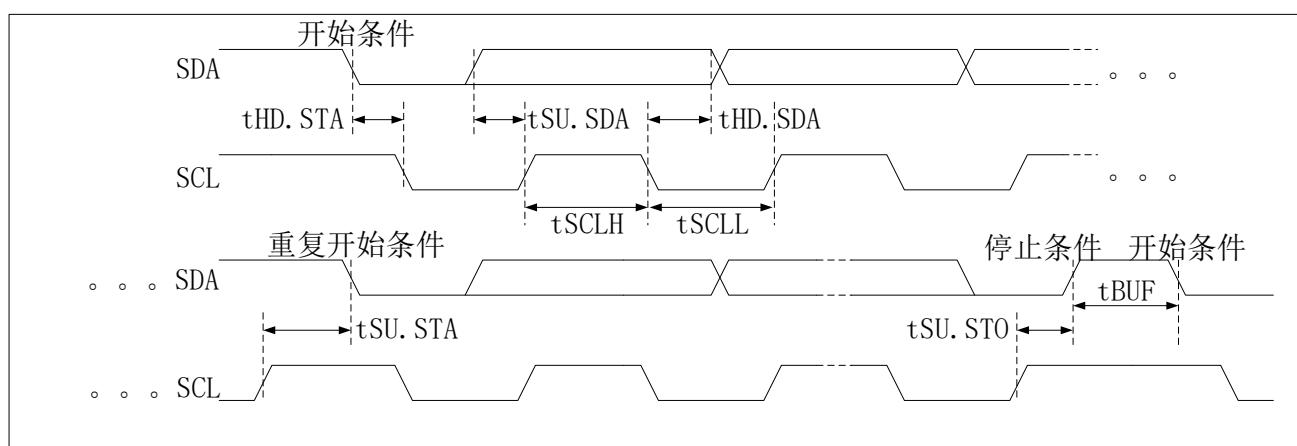 开始条件
SDA
。。。
tHD.STA
tSU.SDA
tHD.SDA
SCL
。。。
tSCLH
tSCLL
重复开始条件
停止条件
开始条件
。。。SDA
tBUF
tSU.STA
tSU.STO
。。。SCL